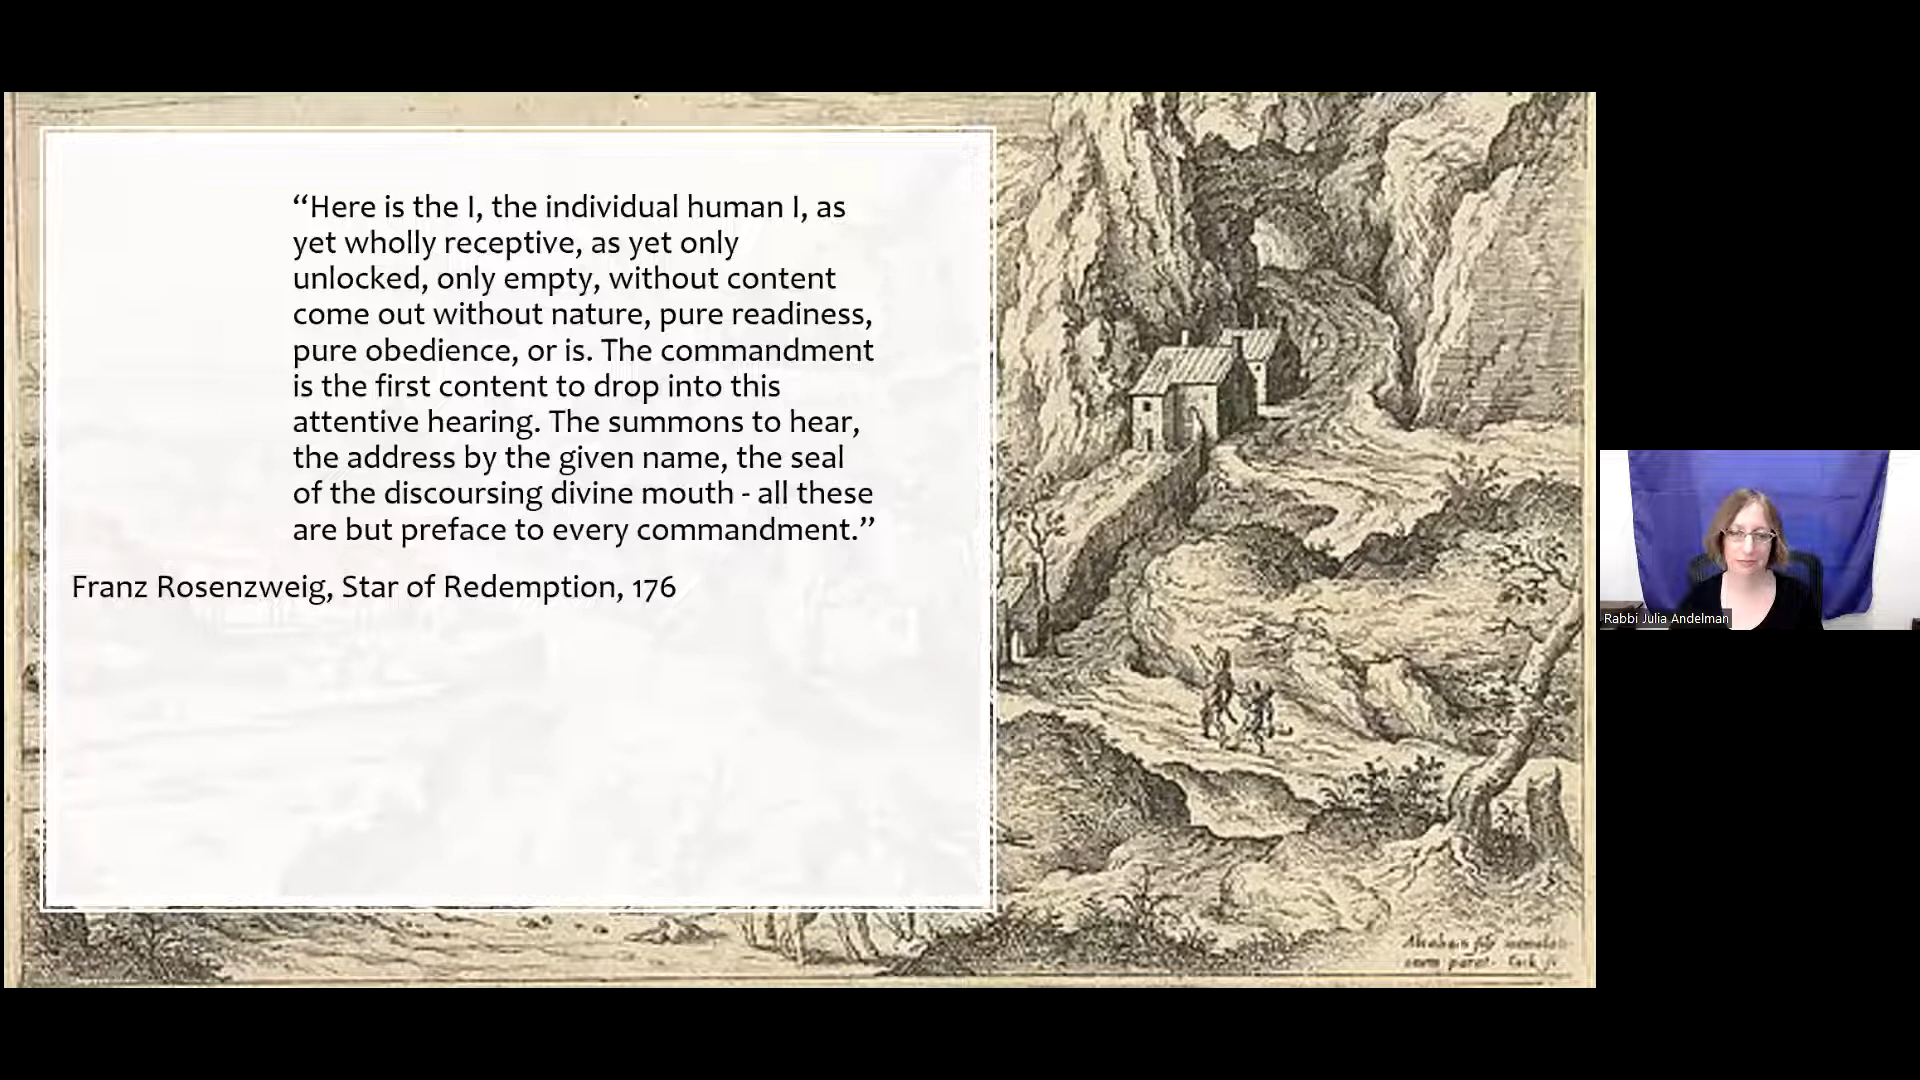 “Here is the I, the individual human I, as
yet wholly receptive, as yet only
unlocked, only empty, without content
come out without nature, pure readiness,
pure obedience, or is. The commandment
is the first content to drop into this
attentive hearing. The summons to hear,
the address by the given name, the seal
of the discoursing divine mouth - all these
are but preface to every commandment.”
Franz Rosenzweig, Star of Redemption, 176
Rabbi Julia Andelman